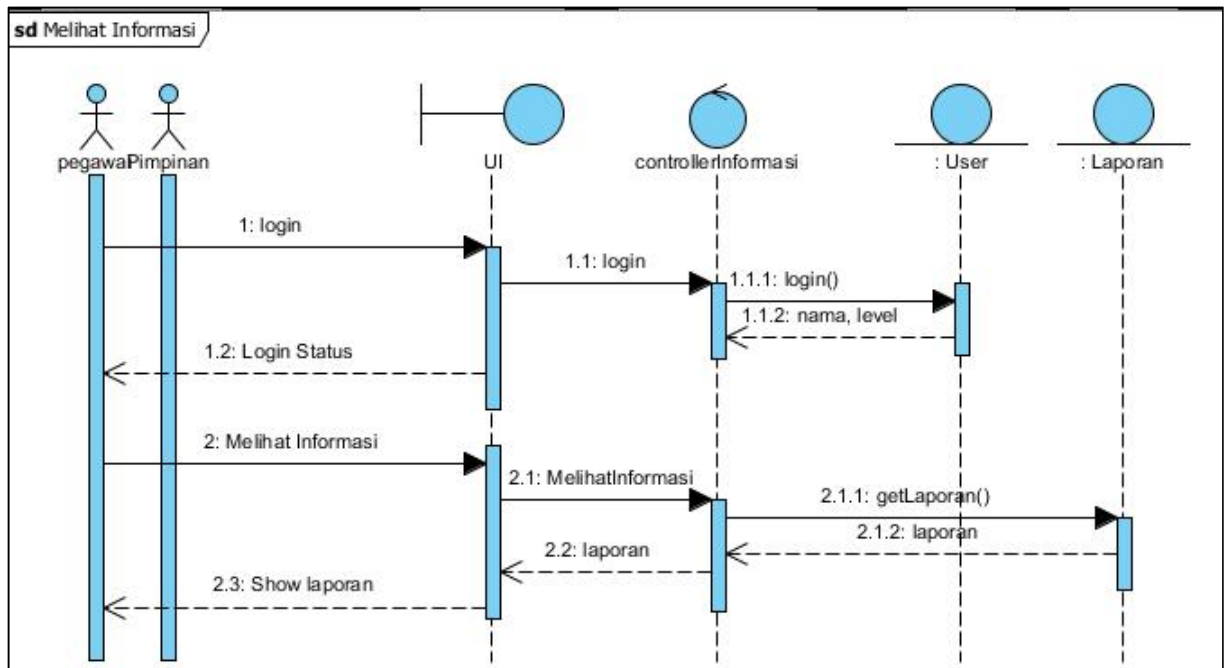 sd Melihat Informasi
pegawai
Pimpinan
UI
controllerInformasi
: User
: Laporan
1: login
1.1: login
1.1.1: login()
1.1.2: nama, level
1.2: Login Status
2: Melihat Informasi
2.1: MelihatInformasi
2.1.1: getLaporan()
2.1.2: laporan
2.2: laporan
2.3: Show laporan